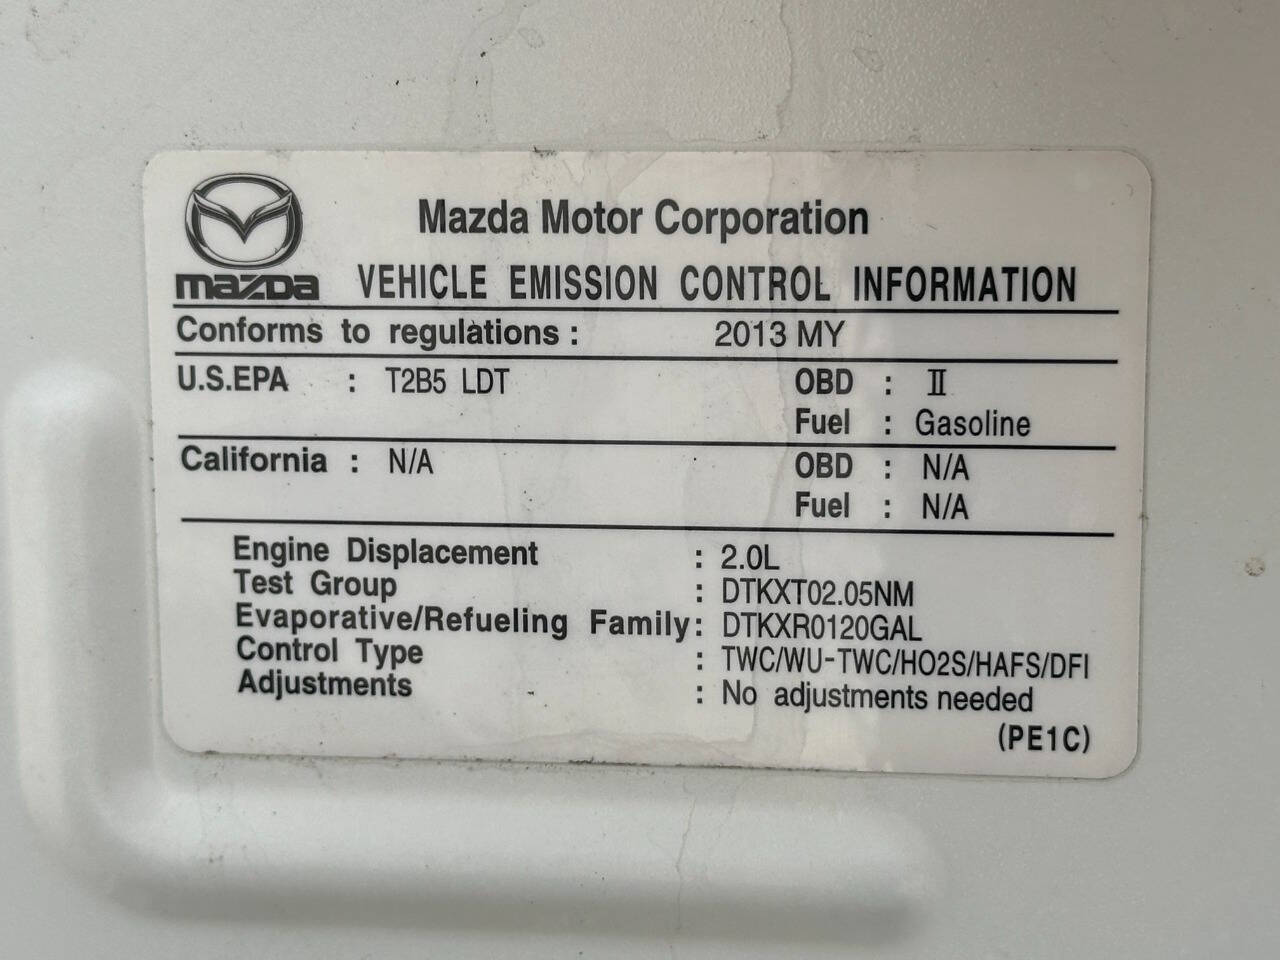 Mazda Motor Corporation
mazda VEHICLE EMISSION CONTROL INFORMATION
Conforms to regulations : 2013 MY
U.S.EPA : T2B5 LDT OBD : II
Fuel : Gasoline
California : N/A OBD : N/A
Fuel : N/A
Engine Displacement : 2.0L
Test Group : DTKXT02.05NM
Evaporative/Refueling Family : DTKXR0120GAL
Control Type : TWC/WU-TWC/HO2S/HAFS/DFI
Adjustments : No adjustments needed
(PE1C)